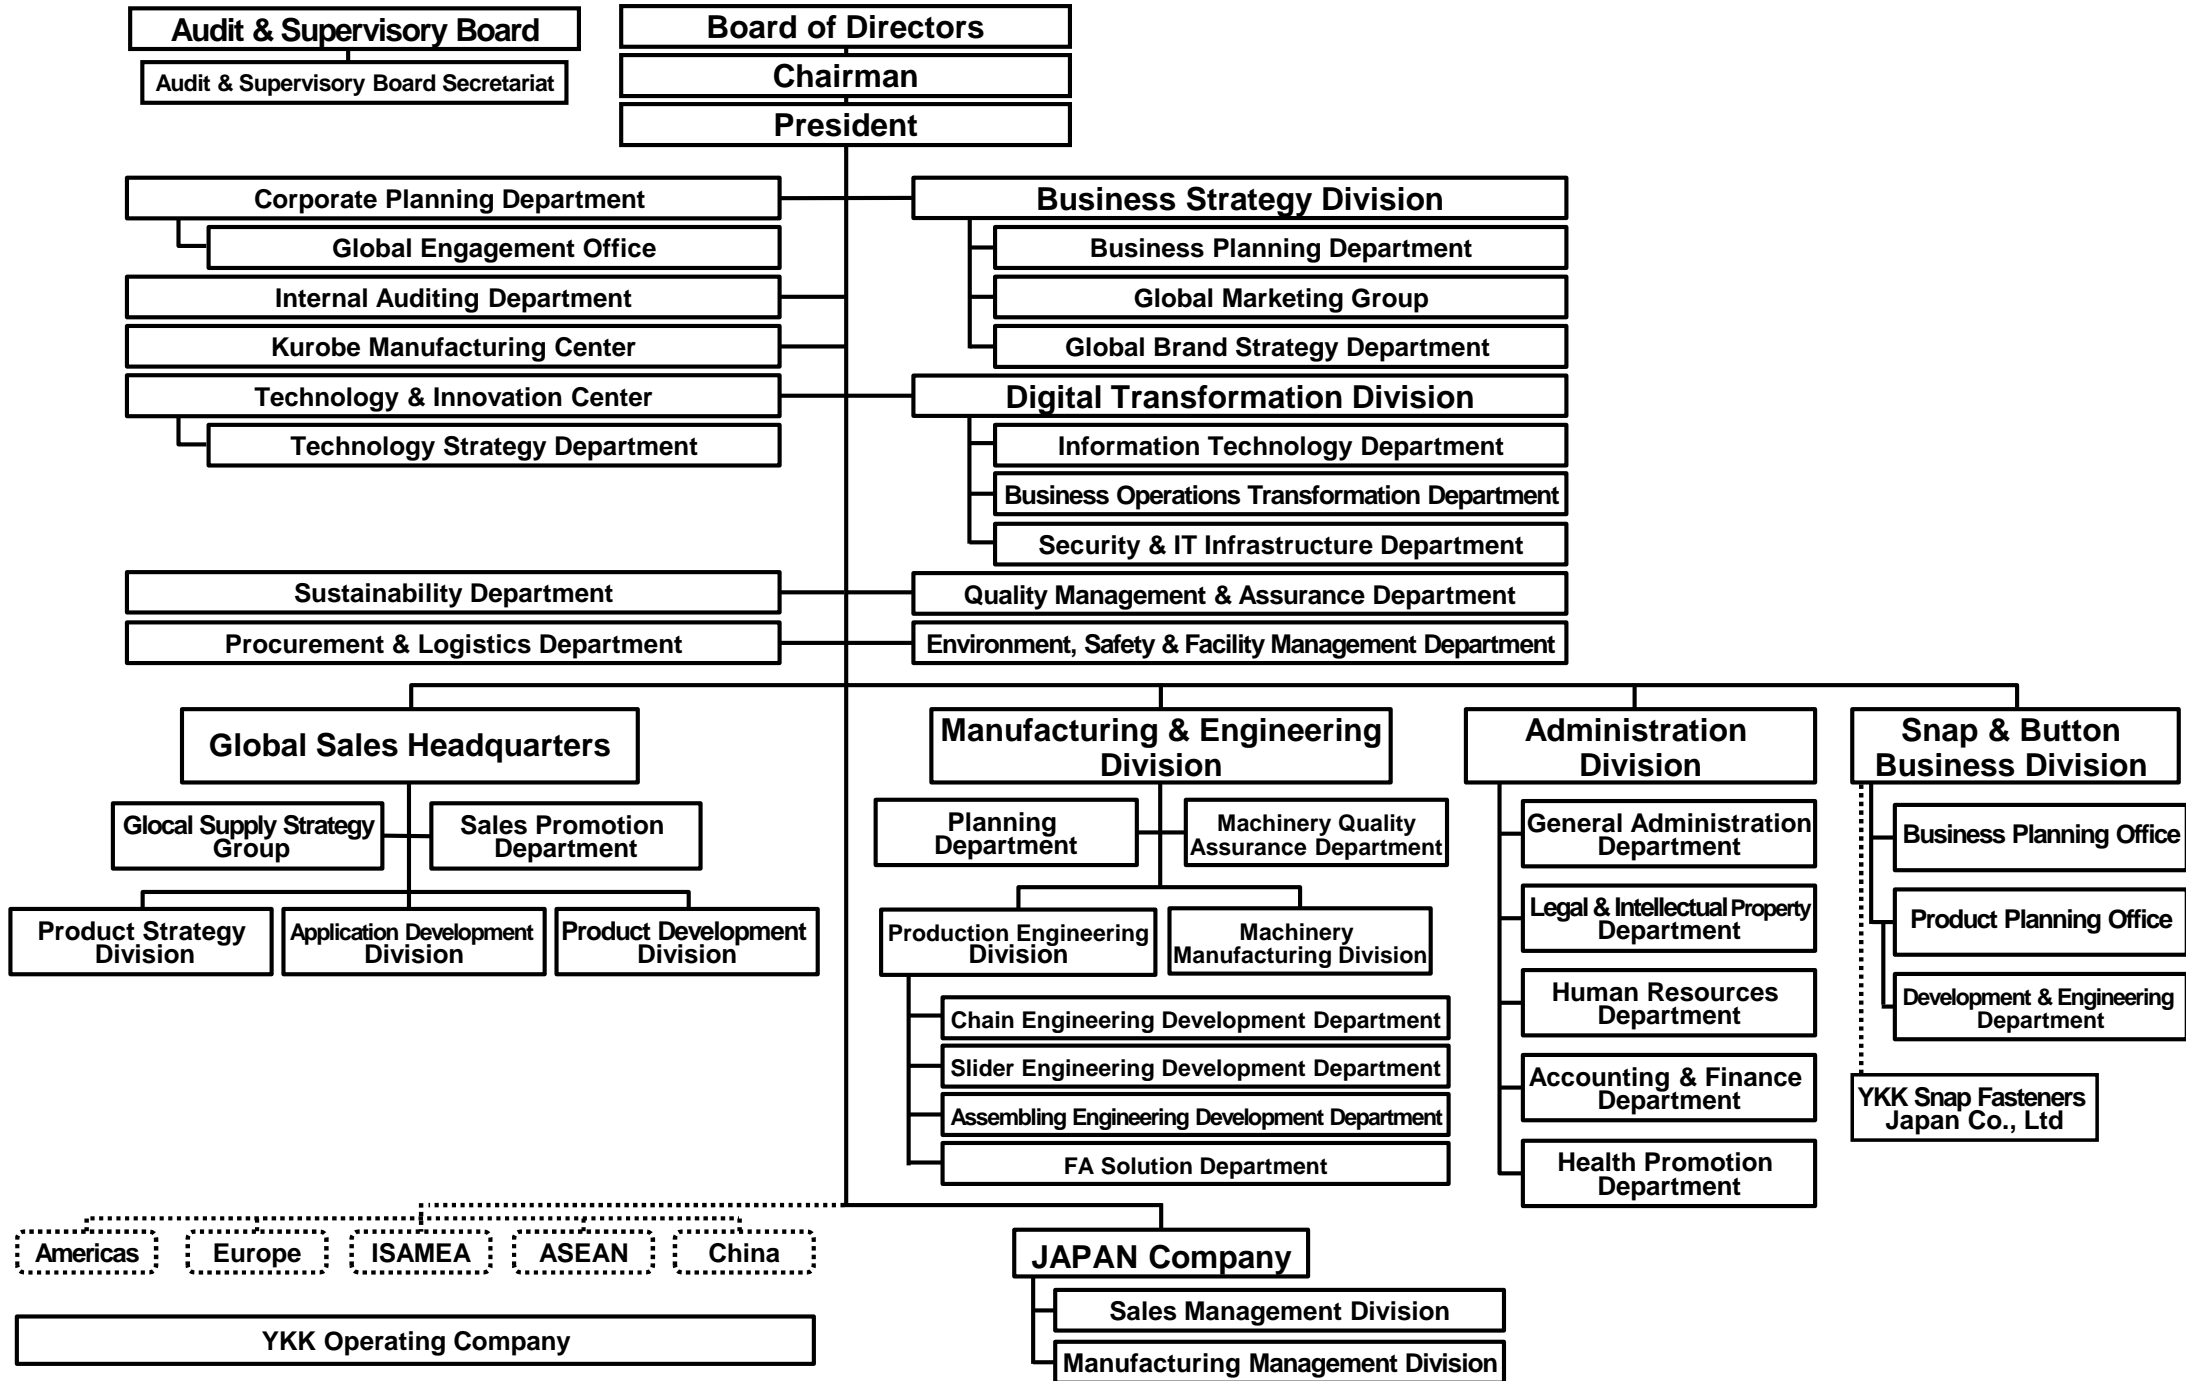 Audit & Supervisory Board
Audit & Supervisory Board Secretariat
Board of Directors
Chairman
President
Corporate Planning Department
Global Engagement Office
Internal Auditing Department
Kurobe Manufacturing Center
Technology & Innovation Center
Technology Strategy Department
Business Strategy Division
Business Planning Department
Global Marketing Group
Global Brand Strategy Department
Digital Transformation Division
Information Technology Department
Business Operations Transformation Department
Security & IT Infrastructure Department
Sustainability Department
Quality Management & Assurance Department
Procurement & Logistics Department
Environment, Safety & Facility Management Department
Global Sales Headquarters
Glocal Supply Strategy
Group
Sales Promotion
Department
Product Strategy
Division
Application Development
Division
Product Development
Division
Manufacturing & Engineering
Division
Planning
Department
Machinery Quality
Assurance Department
Production Engineering
Division
Machinery
Manufacturing Division
Chain Engineering Development Department
Slider Engineering Development Department
Assembling Engineering Development Department
FA Solution Department
Administration
Division
General Administration
Department
Legal & Intellectual Property
Department
Human Resources
Department
Accounting & Finance
Department
Health Promotion
Department
Snap & Button
Business Division
Business Planning Office
Product Planning Office
Development & Engineering
Department
YKK Snap Fasteners
Japan Co., Ltd
Americas
Europe
ISAMEA
ASEAN
China
YKK Operating Company
JAPAN Company
Sales Management Division
Manufacturing Management Division